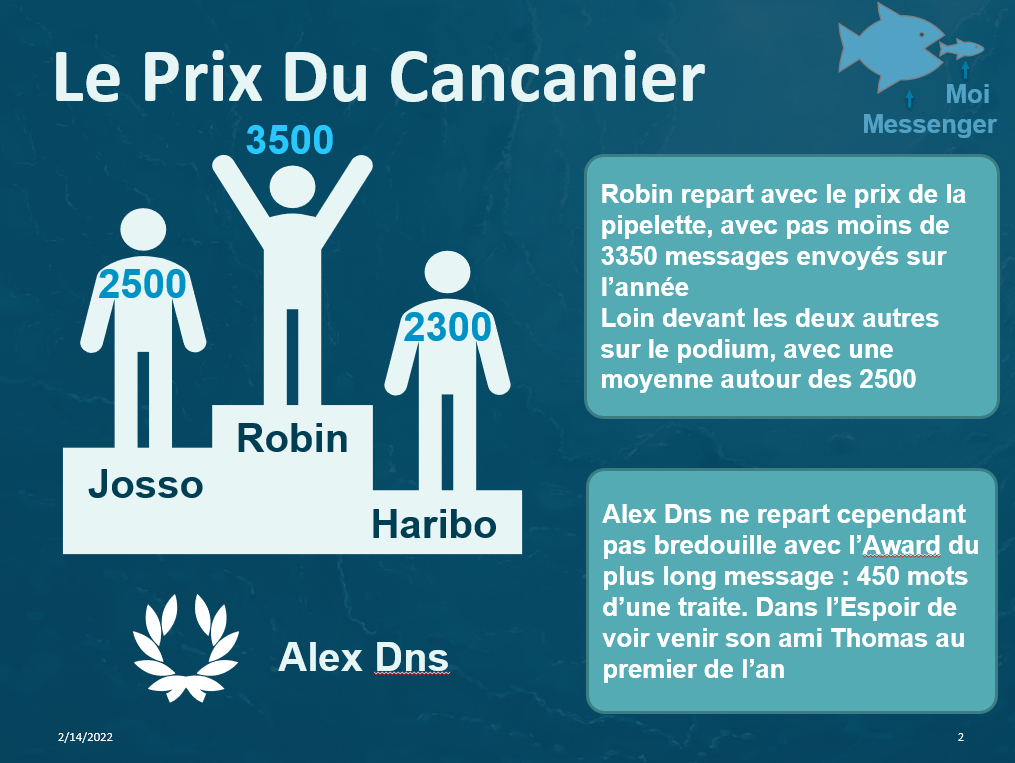 Le Prix Du Cancanier
Moi
Messenger
3500
2500
2300
Robin
Josso
Haribo
Robin repart avec le prix de la
pipelette, avec pas moins de
3350 messages envoyés sur
l’année
Loin devant les deux autres
sur le podium, avec une
moyenne autour des 2500
Alex Dns ne repart cependant
pas bredouille avec l’Award du
plus long message : 450 mots
d’une traite. Dans l’Espoir de
voir venir son ami Thomas au
premier de l’an
Alex Dns
2/14/2022
2